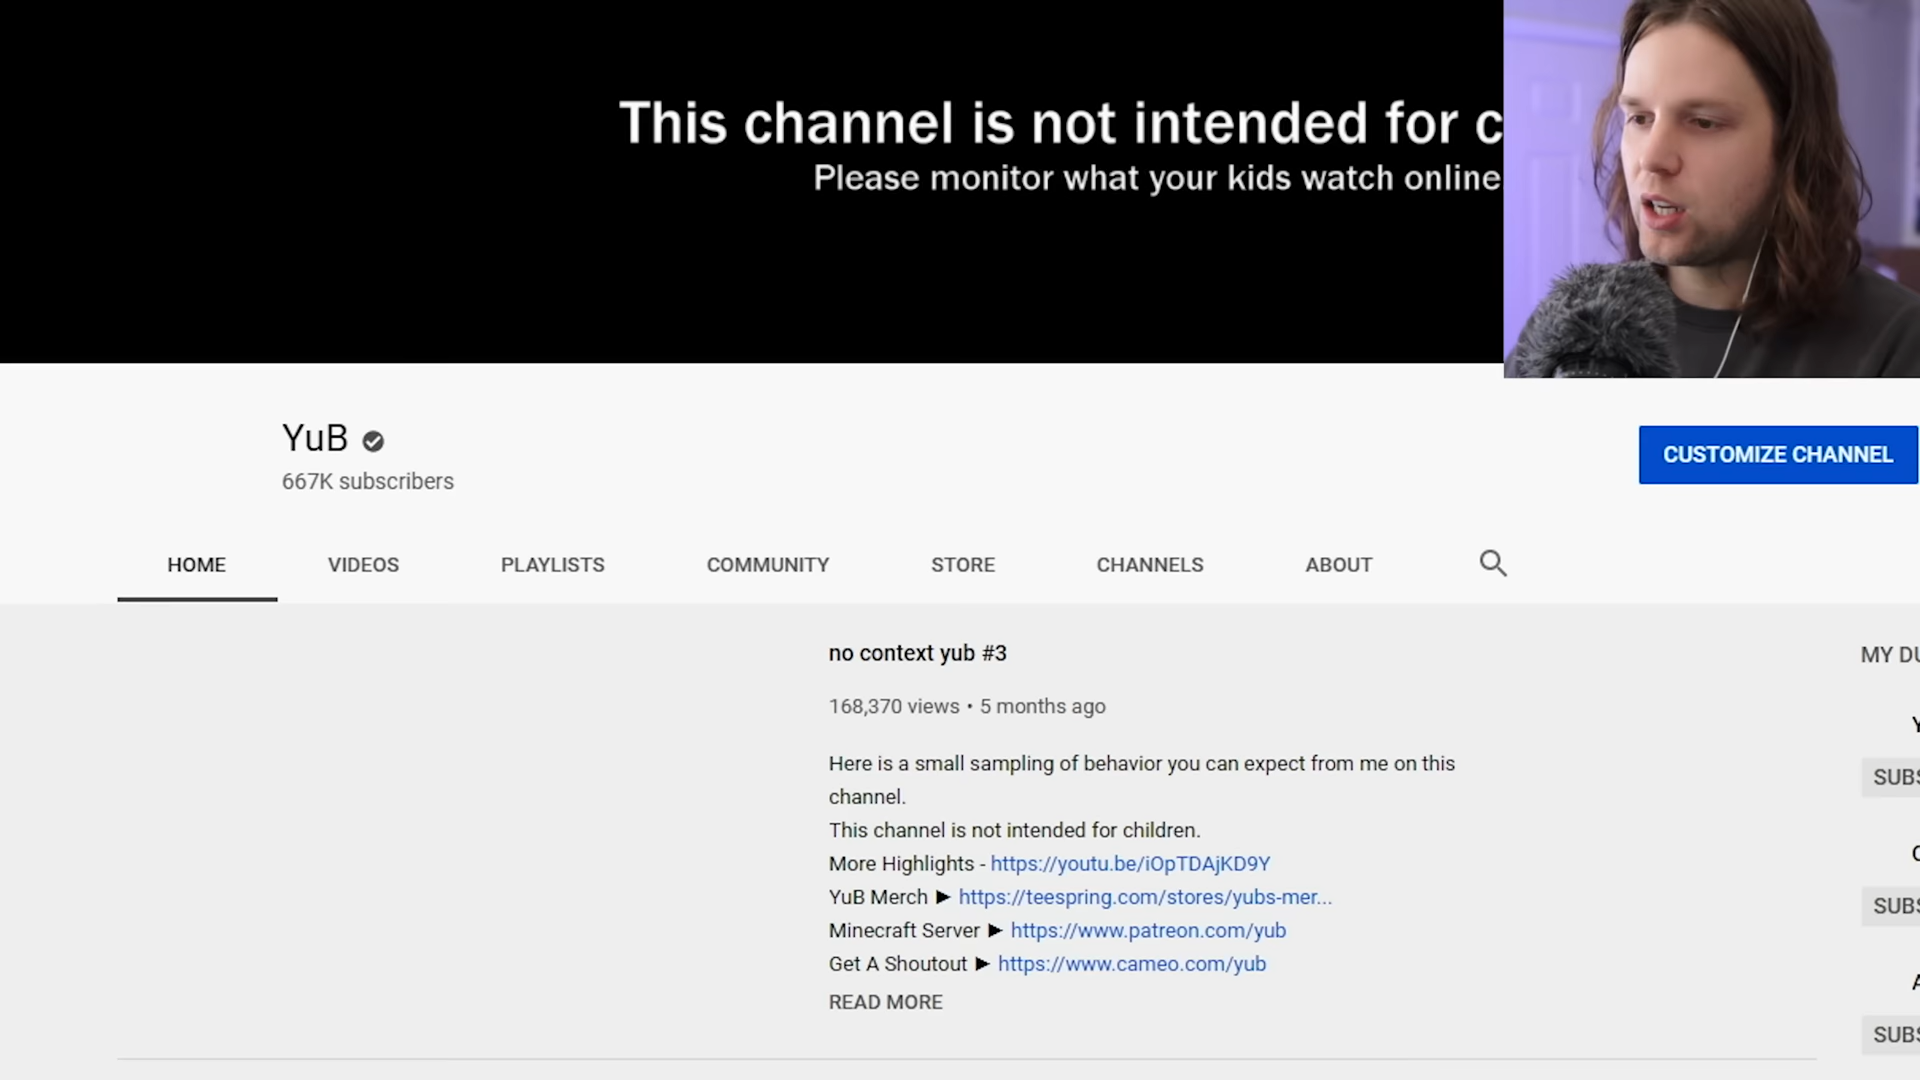 This channel is not intended for c
Please monitor what your kids watch online
YuB
667K subscribers
CUSTOMIZE CHANNEL
HOME
VIDEOS
PLAYLISTS
COMMUNITY
STORE
CHANNELS
ABOUT
no context yub #3
168,370 views • 5 months ago
Here is a small sampling of behavior you can expect from me on this
channel.
This channel is not intended for children.
More Highlights - https://youtu.be/iOpTDAjKD9Y
YuB Merch ► https://teespring.com/stores/yubs-mer...
Minecraft Server ► https://www.patreon.com/yub
Get A Shoutout ► https://www.cameo.com/yub
READ MORE
MY DU
Y
SUBS
SUBS
SUBS